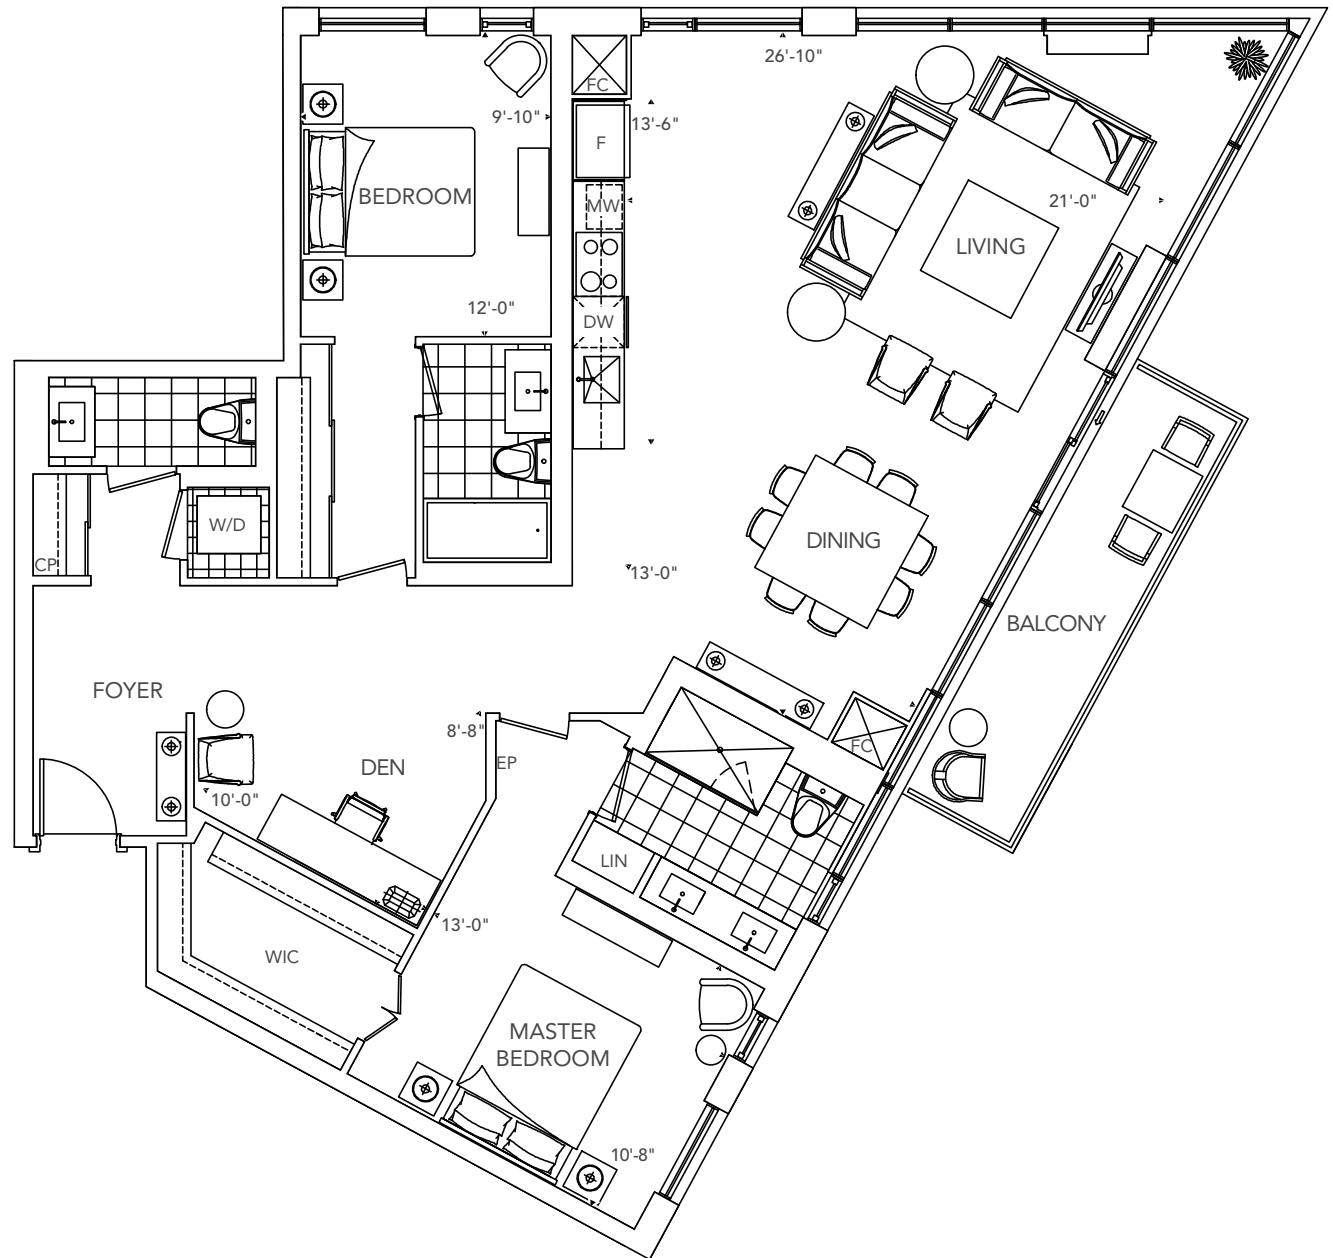 26'-10"
FC
9'-10"
13'-6"
F
BEDROOM
MW
21'-0"
LIVING
12'-0"
DW
W/D
DINING
CP
13'-0"
BALCONY
FOYER
8'-8"
FC
EP
DEN
10'-0"
LIN
13'-0"
WIC
MASTER
BEDROOM
10'-8"